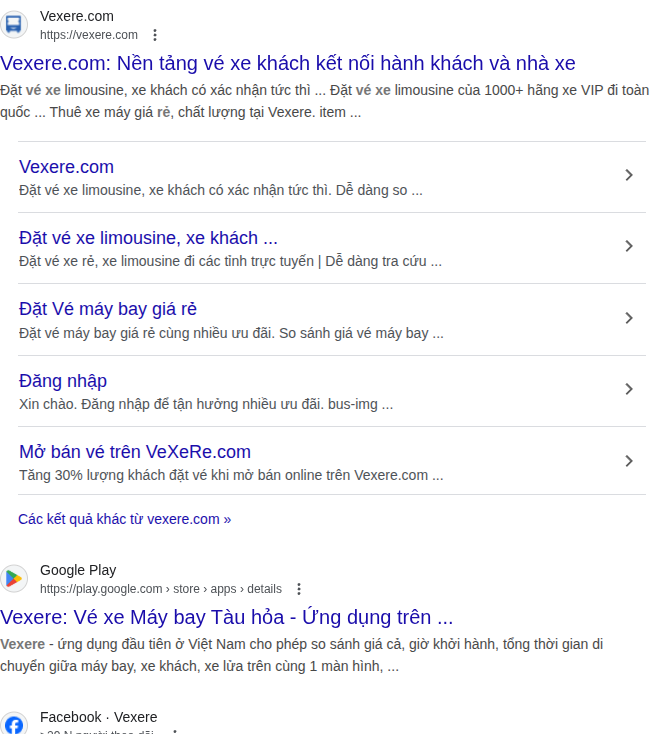 Vexere.com
https://vexere.com
Vexere.com: Nền tảng vé xe khách kết nối hành khách và nhà xe
Đặt vé xe limousine, xe khách có xác nhận tức thì ... Đặt vé xe limousine của 1000+ hãng xe VIP đi toàn
quốc ... Thuê xe máy giá rẻ, chất lượng tại Vexere. item ...
Vexere.com
Đặt vé xe limousine, xe khách có xác nhận tức thì. Dễ dàng so ...
Đặt vé xe limousine, xe khách ...
Đặt vé xe rẻ, xe limousine đi các tỉnh trực tuyến | Dễ dàng tra cứu ...
Đặt Vé máy bay giá rẻ
Đặt vé máy bay giá rẻ cùng nhiều ưu đãi. So sánh giá vé máy bay ...
Đăng nhập
Xin chào. Đăng nhập để tận hưởng nhiều ưu đãi. bus-img ...
Mở bán vé trên VeXeRe.com
Tăng 30% lượng khách đặt vé khi mở bán online trên Vexere.com ...
Các kết quả khác từ vexere.com »
Google Play
https://play.google.com › store › apps › details
Vexere: Vé xe Máy bay Tàu hỏa - Ứng dụng trên ...
Vexere - ứng dụng đầu tiên ở Việt Nam cho phép so sánh giá cả, giờ khởi hành, tổng thời gian di
chuyển giữa máy bay, xe khách, xe lửa trên cùng 1 màn hình, ...
Facebook · Vexere